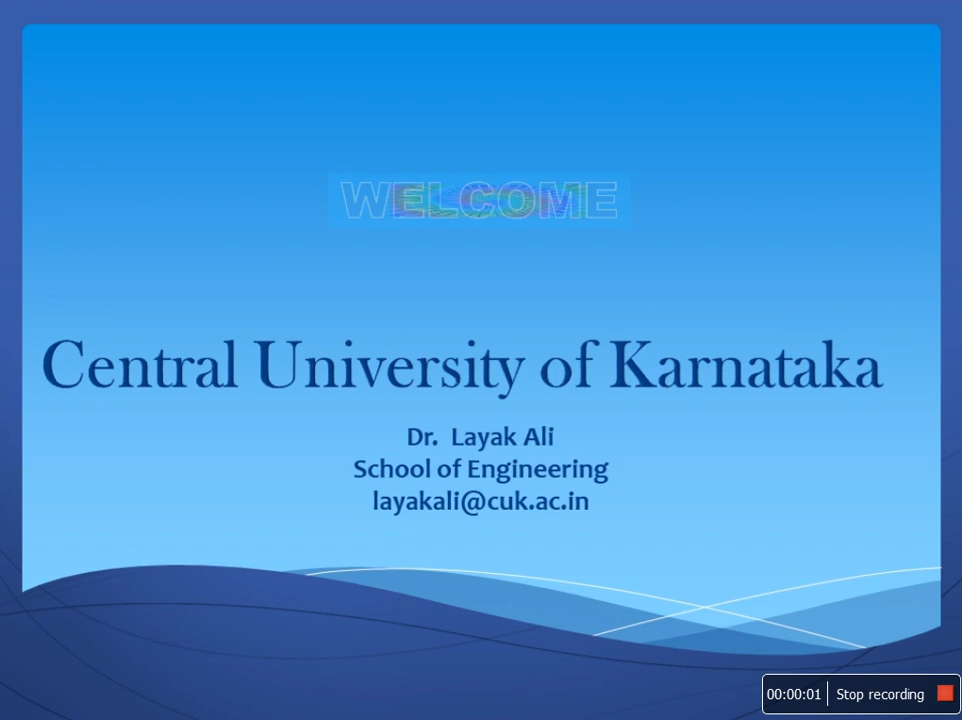 WELCOME
Central University of Karnataka
Dr. Layak Ali
School of Engineering
layakali@cuk.ac.in
00:00:01 Stop recording